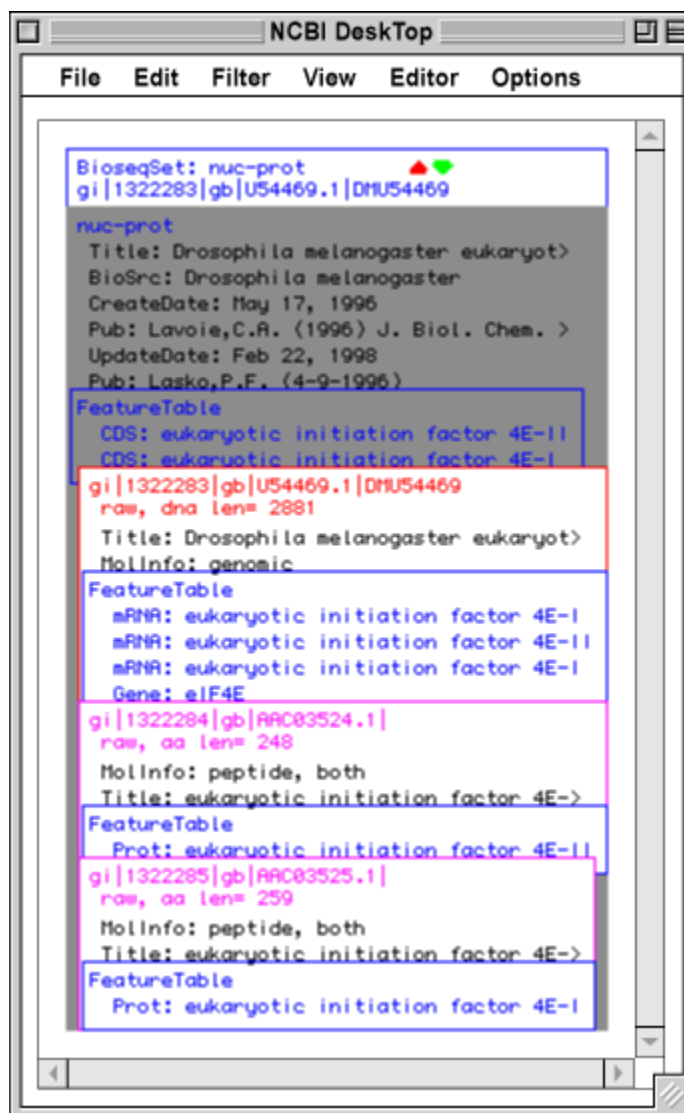 NCBI DeskTop
File Edit Filter View Editor Options
BioseqSet: nuc-prot
gi|1322283|gb|U54469.1|DMU54469
nuc-prot
Title: Drosophila melanogaster eukaryot>
BioSrc: Drosophila melanogaster
CreateDate: May 17, 1996
Pub: Lavoie,C.A. (1996) J. Biol. Chem. >
UpdateDate: Feb 22, 1998
Pub: Lasko,P.F. (4-9-1996)
FeatureTable
CDS: eukaryotic initiation factor 4E-II
CDS: eukaryotic initiation factor 4E-I
gi|1322283|gb|U54469.1|DMU54469
raw, dna len= 2881
Title: Drosophila melanogaster eukaryot>
MolInfo: genomic
FeatureTable
mRNA: eukaryotic initiation factor 4E-I
mRNA: eukaryotic initiation factor 4E-II
mRNA: eukaryotic initiation factor 4E-I
Gene: eIF4E
gi|1322284|gb|AAC03524.1|
raw, aa len= 248
MolInfo: peptide, both
Title: eukaryotic initiation factor 4E->
FeatureTable
Prot: eukaryotic initiation factor 4E-II
gi|1322285|gb|AAC03525.1|
raw, aa len= 259
MolInfo: peptide, both
Title: eukaryotic initiation factor 4E->
FeatureTable
Prot: eukaryotic initiation factor 4E-I